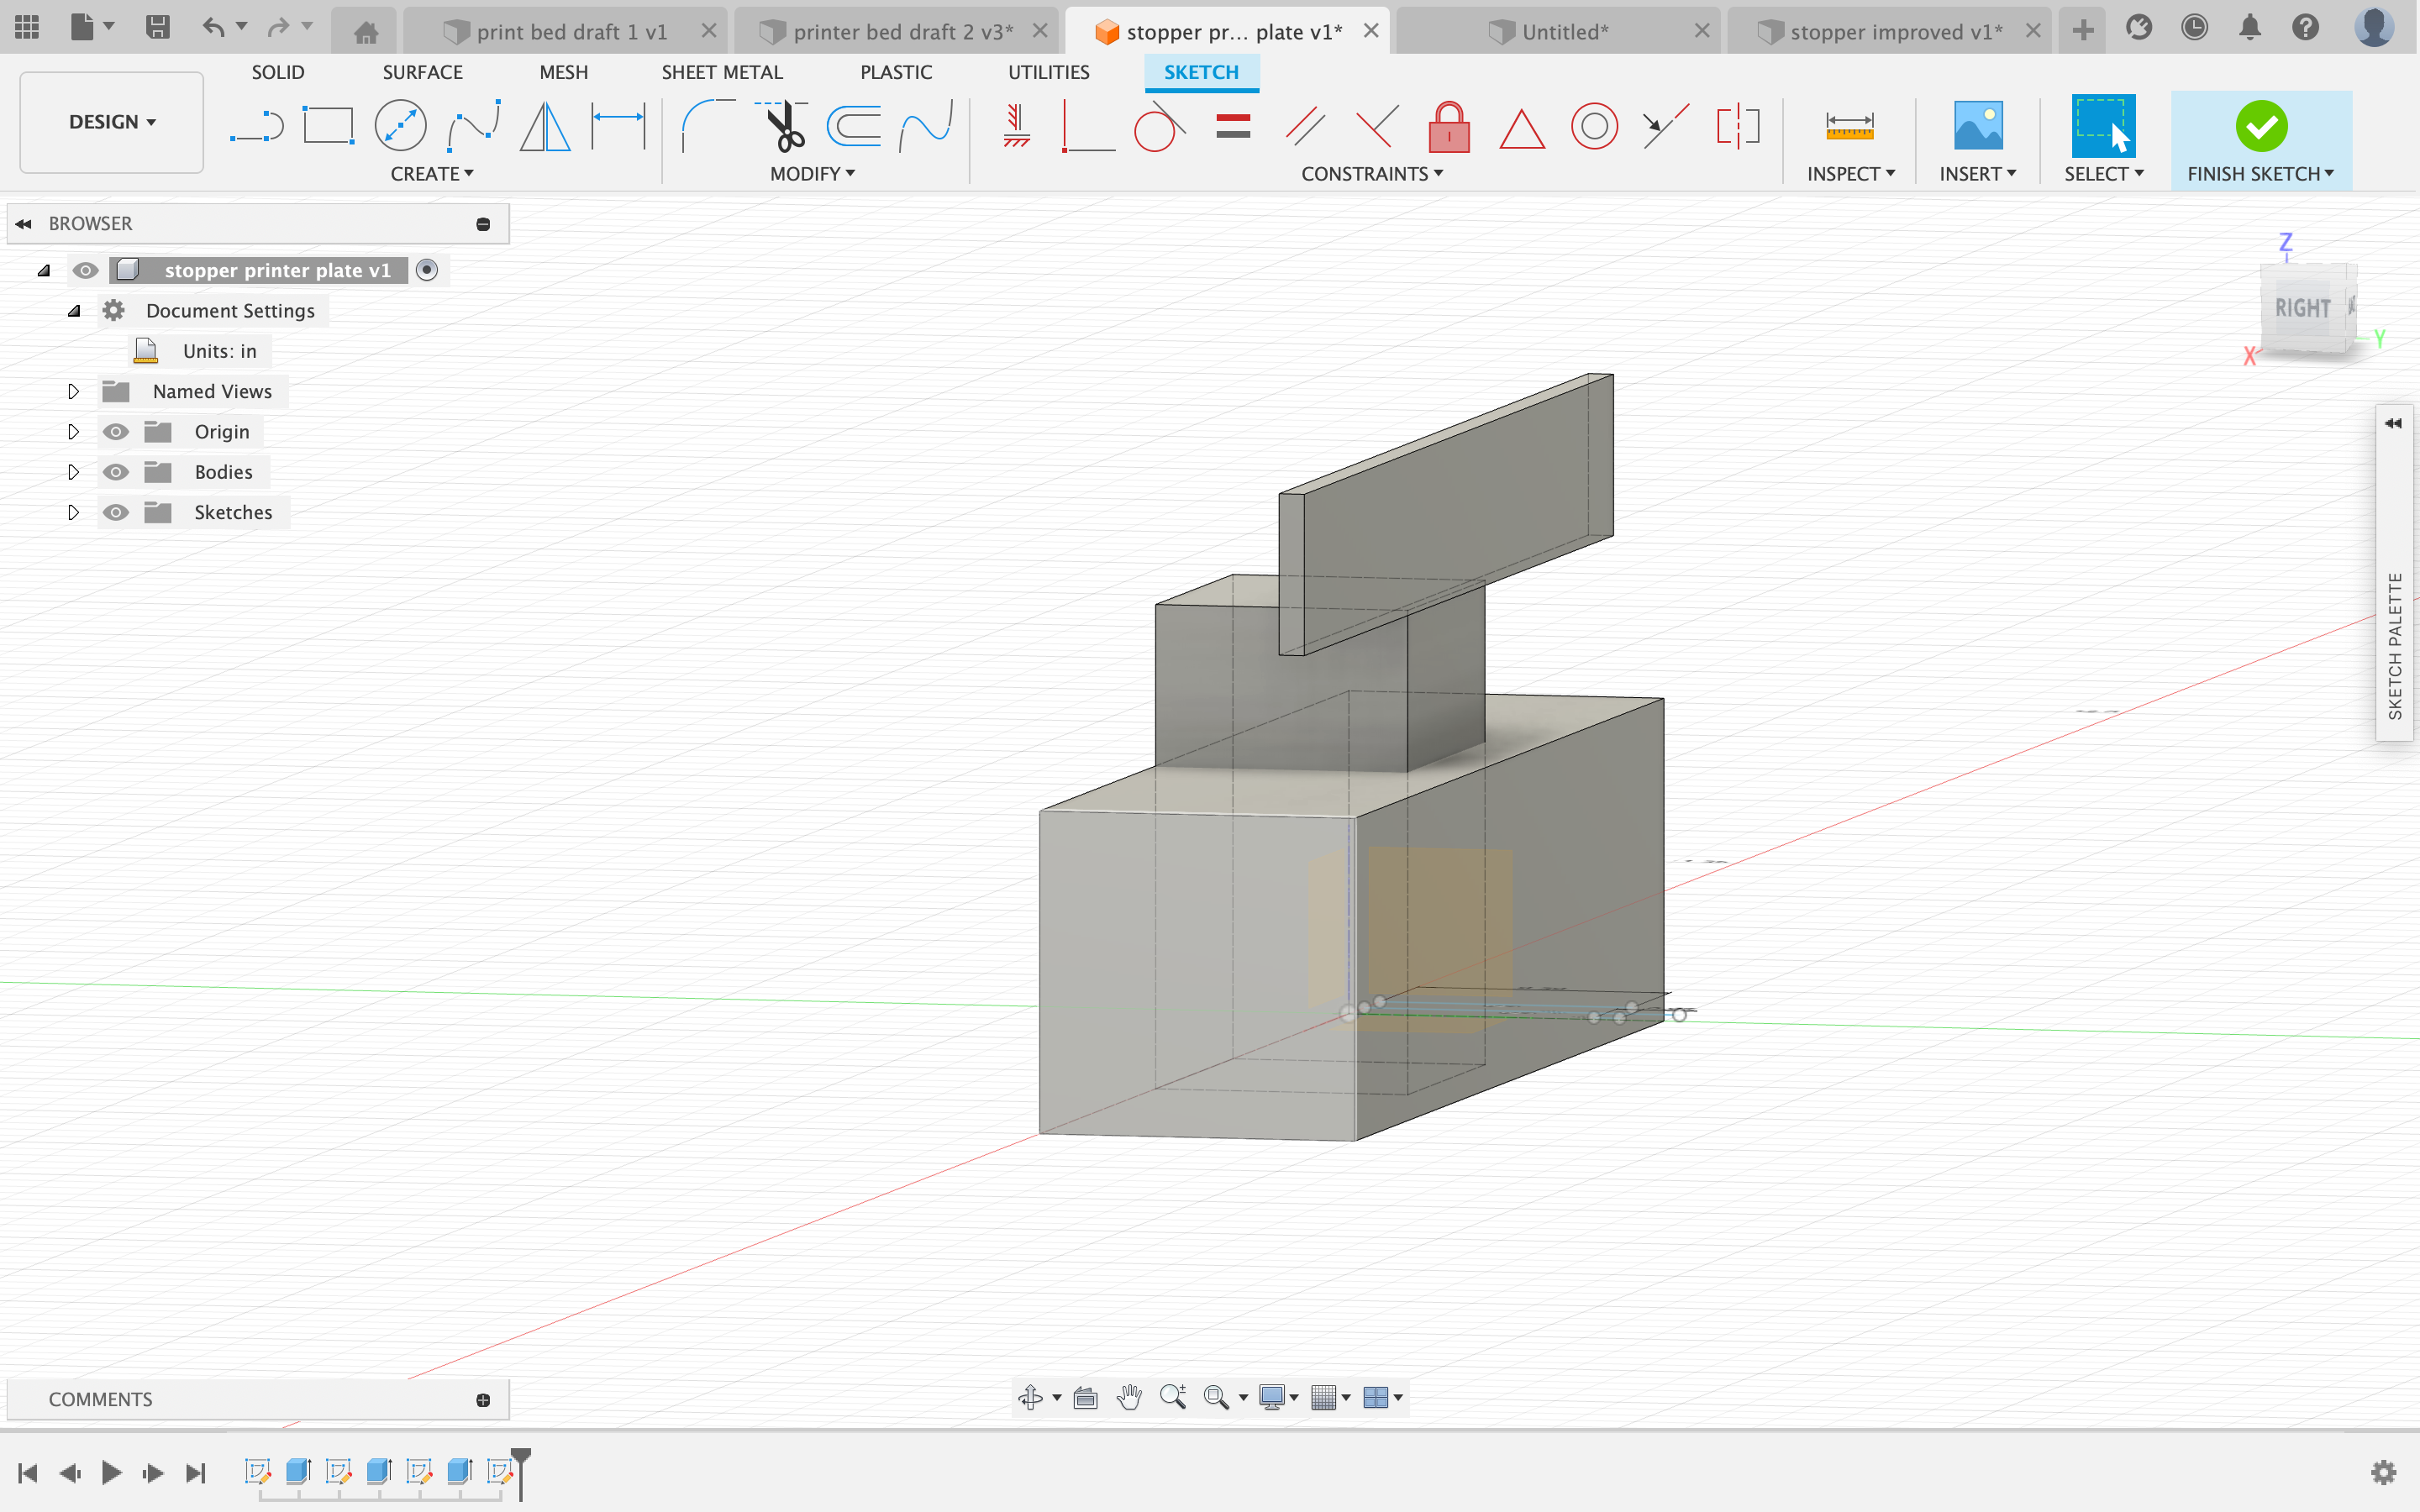 print bed draft 1 v1
printer bed draft 2 v3*
stopper pr... plate v1*
Untitled*
stopper improved v1*
SOLID
SURFACE
MESH
SHEET METAL
PLASTIC
UTILITIES
SKETCH
DESIGN
CREATE
MODIFY
CONSTRAINTS
INSPECT
INSERT
SELECT
FINISH SKETCH
BROWSER
stopper printer plate v1
Document Settings
Units: in
Named Views
Origin
Bodies
Sketches
Z
RIGHT
X
Y
SKETCH PALETTE
COMMENTS